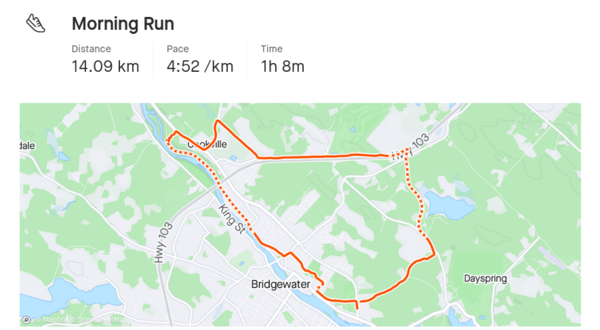 Morning Run
Distance
Pace
Time
14.09 km
4:52 /km
1h 8m
dale
Cookville
Hwy 103
King St
Hwy 103
Bridgewater
Dayspring